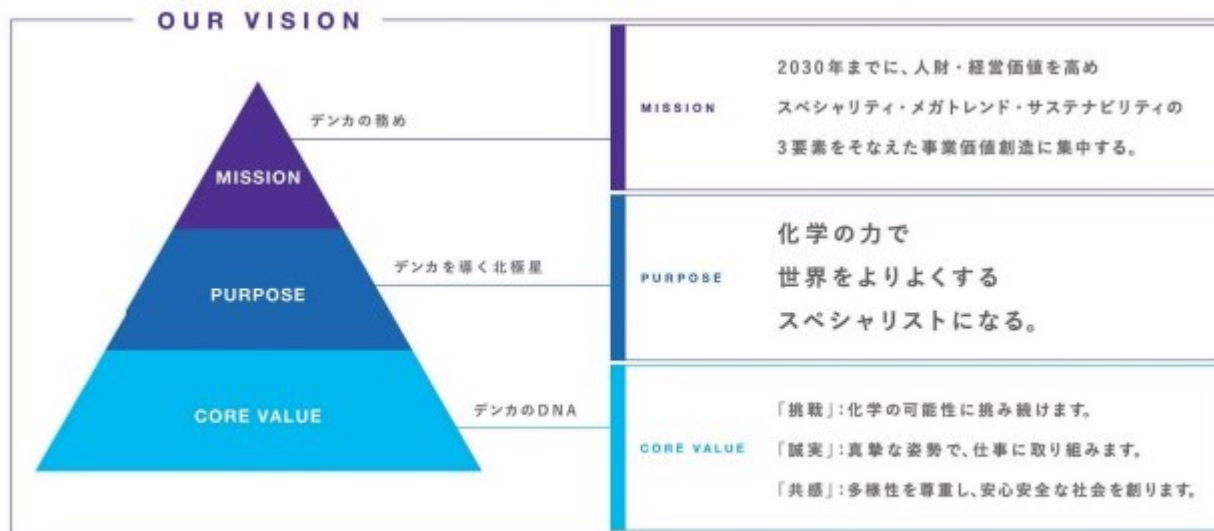 OUR VISION
MISSION
デンカの務め
PURPOSE
デンカを導く北極星
CORE VALUE
デンカのDNA
MISSION
2030年までに、人財・経営価値を高め
スペシャリティ・メガトレンド・サステナビリティの
3要素をそなえた事業価値創造に集中する。
PURPOSE
化学の力で
世界をよりよくする
スペシャリストになる。
CORE VALUE
「挑戦」:化学の可能性に挑み続けます。
「誠実」:真摯な姿勢で、仕事に取り組みます。
「共感」:多様性を尊重し、安心安全な社会を創ります。